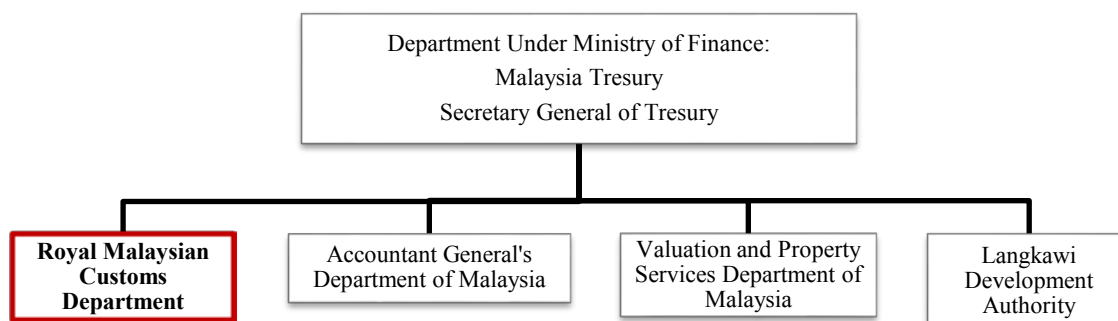 Department Under Ministry of Finance:
Malaysia Tresury
Secretary General of Tresury
Royal Malaysian
Customs
Department
Accountant General's
Department of Malaysia
Valuation and Property
Services Department of
Malaysia
Langkawi
Development
Authority